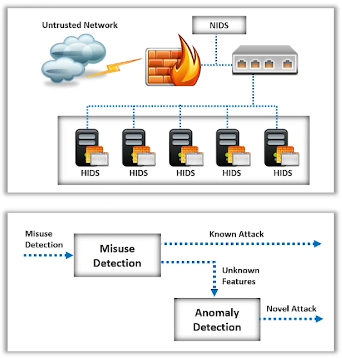 Untrusted Network
NIDS
HIDS
HIDS
HIDS
HIDS
HIDS
Misuse
Detection
Misuse
Detection
Known Attack
Unknown
Features
Anomaly
Detection
Novel Attack